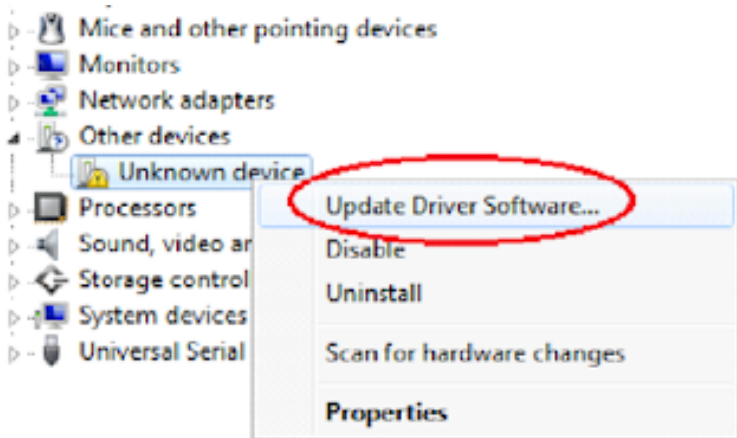 Mice and other pointing devices
Monitors
Network adapters
Other devices
Unknown device
Update Driver Software...
Processors
Sound, video ar
Disable
Storage control
Uninstall
System devices
Universal Serial
Scan for hardware changes
Properties